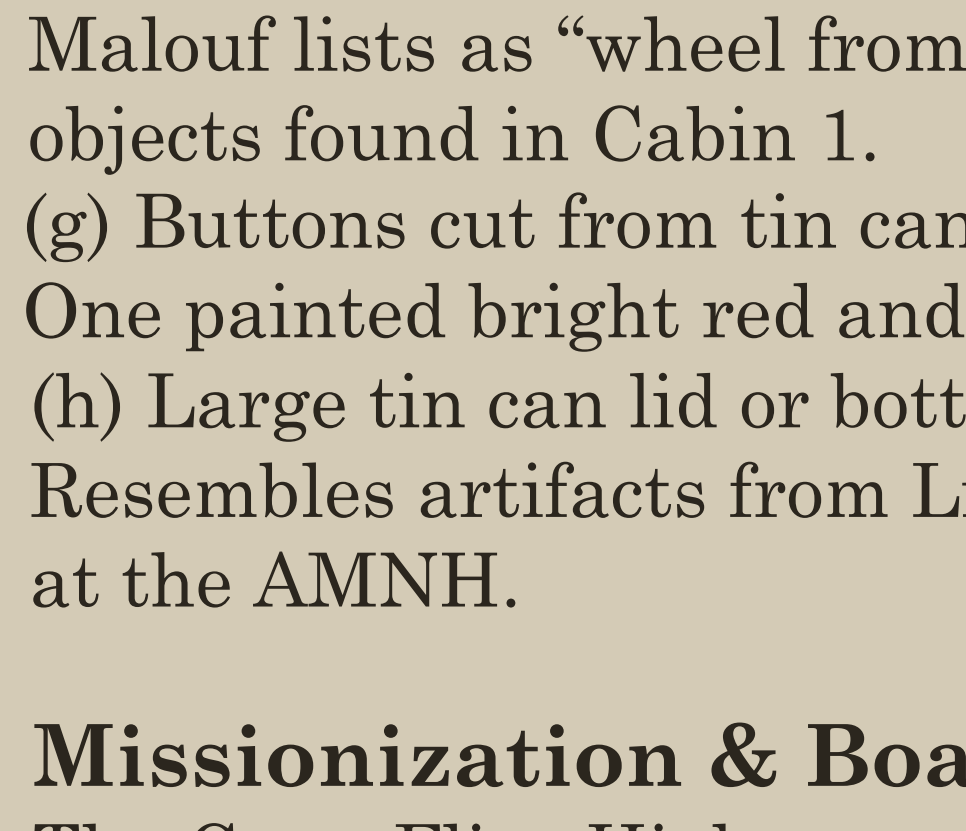 Malouf lists as “wheel from
objects found in Cabin 1.
(g) Buttons cut from tin can
One painted bright red and
(h) Large tin can lid or bott
Resembles artifacts from Li
at the AMNH.
Missionization & Boa